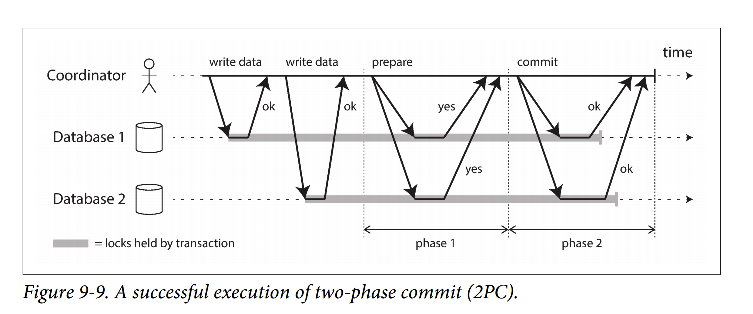 time
write data write data prepare commit
Coordinator
ok ok yes ok
Database 1
yes ok
Database 2
= locks held by transaction
phase 1 phase 2
Figure 9-9. A successful execution of two-phase commit (2PC).